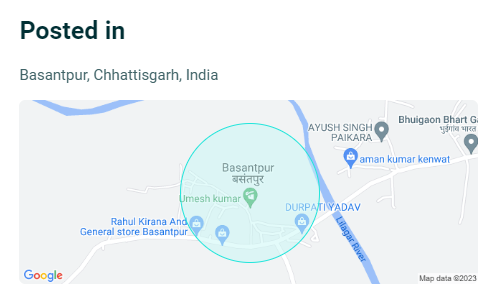 Posted in
Basantpur, Chhattisgarh, India
Bhuigaon Bhart Ga
भुईगांव भारत
AYUSH SINGH
PAIKARA
aman kumar kenwat
Basantpur
बसंतपुर
Umesh kumar
DURPATI YADAV
Rahul Kirana And
General store Basantpur
Lilagar River
Google
Map data ©2023